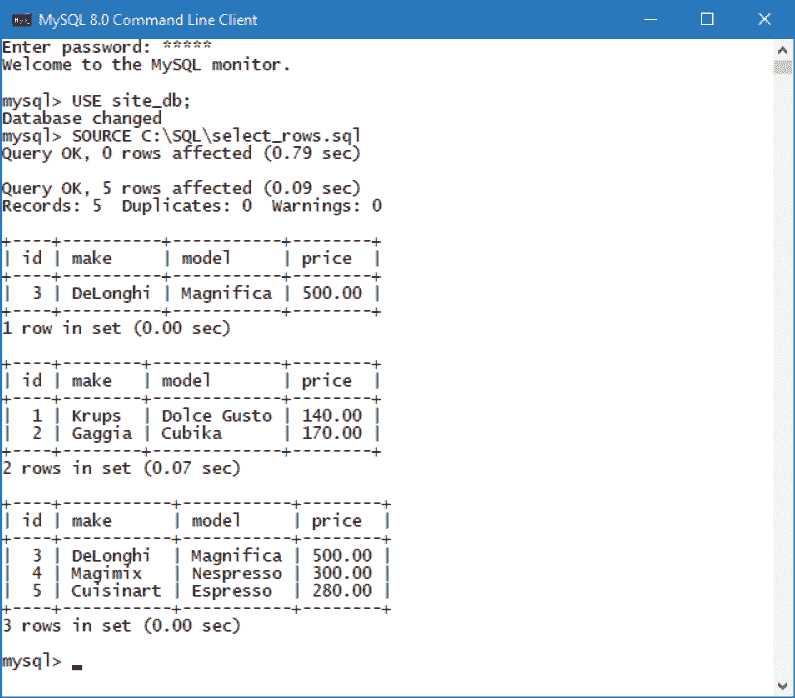 MySQL 8.0 Command Line Client
Enter password: *****
Welcome to the MySQL monitor.
mysql> USE site_db;
Database changed
mysql> SOURCE C:\SQL\select_rows.sql
Query OK, 0 rows affected (0.79 sec)
Query OK, 5 rows affected (0.09 sec)
Records: 5  Duplicates: 0  Warnings: 0
+----+----------+-----------+--------+
| id | make     | model     | price  |
+----+----------+-----------+--------+
|  3 | DeLonghi | Magnifica | 500.00 |
+----+----------+-----------+--------+
1 row in set (0.00 sec)
+----+--------+-------------+--------+
| id | make   | model       | price  |
+----+--------+-------------+--------+
|  1 | Krups  | Dolce Gusto | 140.00 |
|  2 | Gaggia | Cubika      | 170.00 |
+----+--------+-------------+--------+
2 rows in set (0.07 sec)
+----+-----------+-----------+--------+
| id | make      | model     | price  |
+----+-----------+-----------+--------+
|  3 | DeLonghi  | Magnifica | 500.00 |
|  4 | Magimix   | Nespresso | 300.00 |
|  5 | Cuisinart | Espresso  | 280.00 |
+----+-----------+-----------+--------+
3 rows in set (0.00 sec)
mysql> _